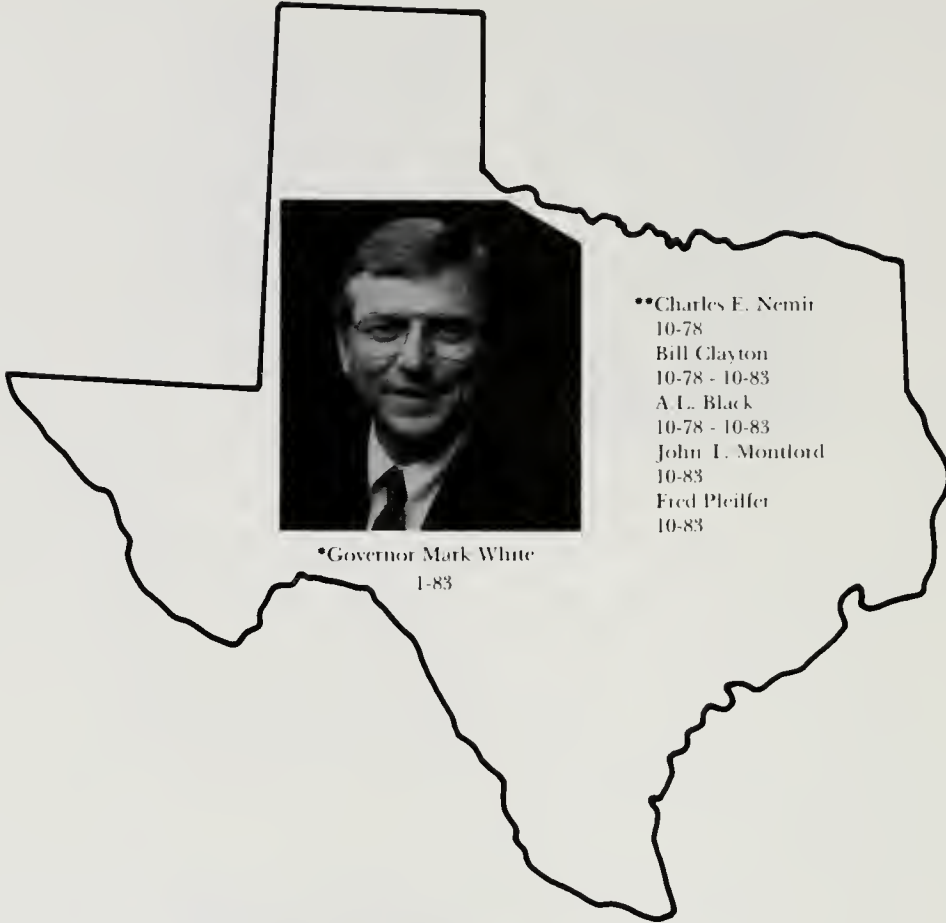 **Charles E. Nemir
10-78
Bill Clayton
10-78 - 10-83
A.L. Black
10-78 - 10-83
John T. Montford
10-83
Fred Pfeiffer
10-83
*Governor Mark White
1-83